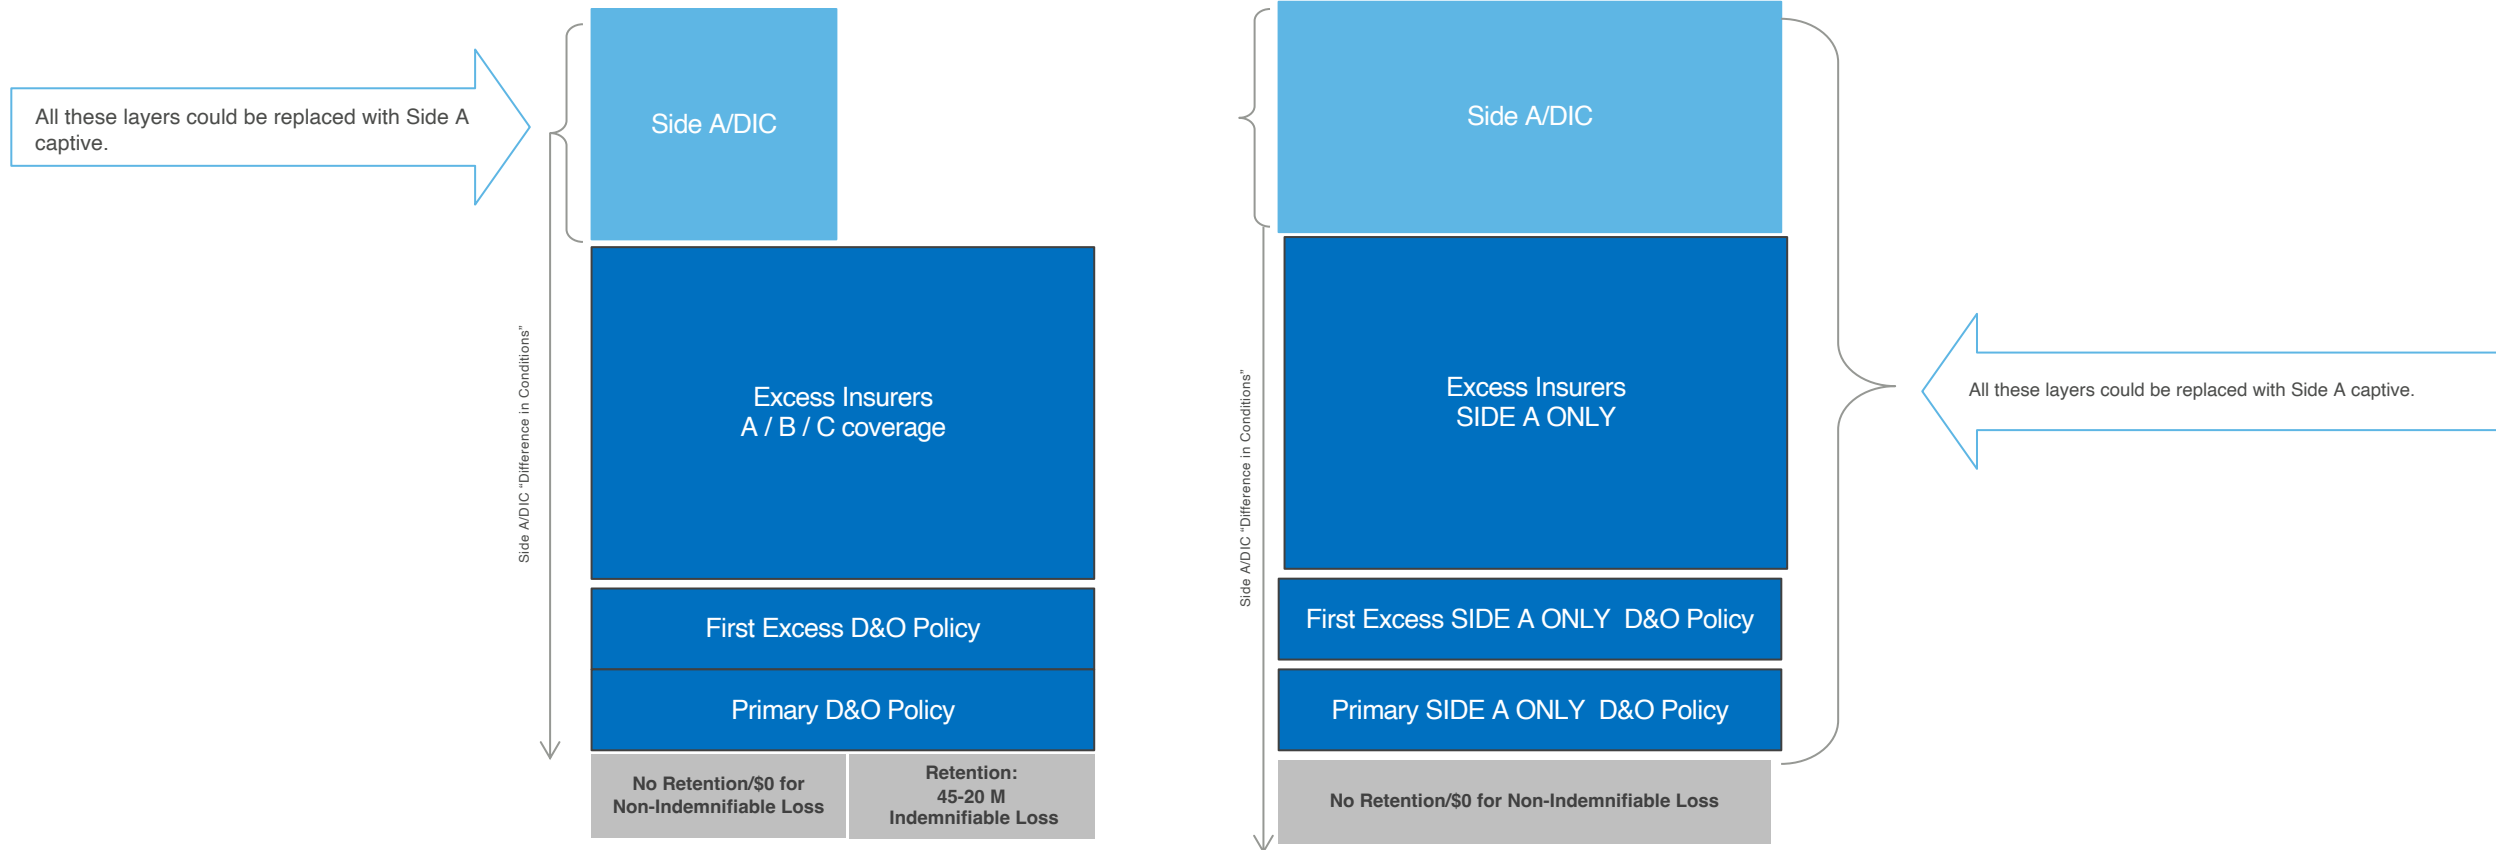 All these layers could be replaced with Side A
captive.
Side A/DIC
Side A/DIC “Difference in Conditions”
Excess Insurers
A / B / C coverage
First Excess D&O Policy
Primary D&O Policy
No Retention/$0 for
Non-Indemnifiable Loss
Retention:
45-20 M
Indemnifiable Loss
Side A/DIC
Side A/DIC “Difference in Conditions”
Excess Insurers
SIDE A ONLY
First Excess SIDE A ONLY  D&O Policy
Primary SIDE A ONLY  D&O Policy
No Retention/$0 for Non-Indemnifiable Loss
All these layers could be replaced with Side A captive.